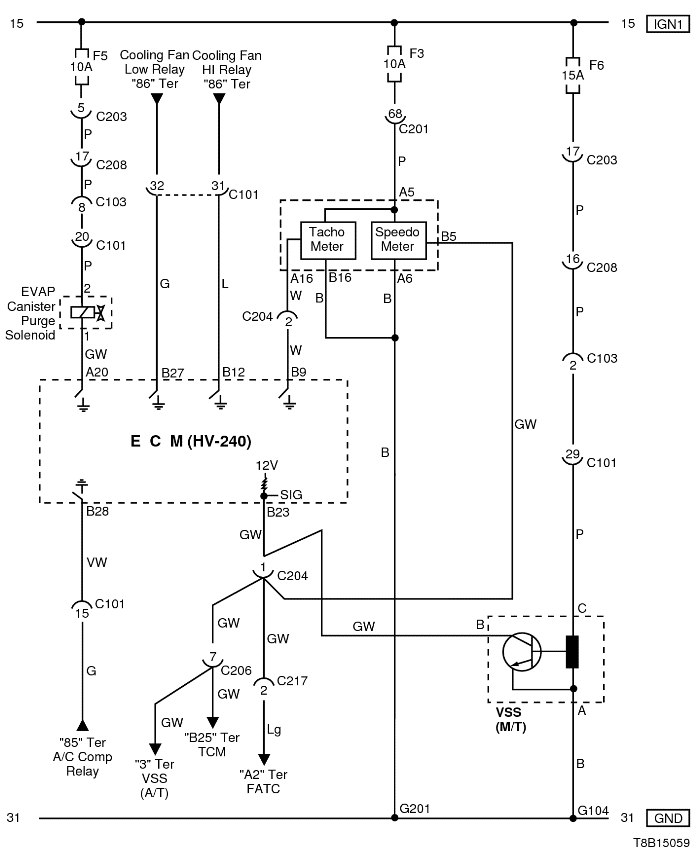 15
15
IGN1
F5
10A
Cooling Fan
Low Relay
"86" Ter
Cooling Fan
HI Relay
"86" Ter
F3
10A
F6
15A
5
C203
P
17
C208
P
8
C103
20
C101
P
2
EVAP
Canister
Purge
Solenoid
1
GW
A20
32
31
C101
G
L
B27
B12
68
C201
P
A5
Tacho
Meter
Speedo
Meter
B5
A16
B16
A6
W
B
B
C204
2
W
B9
17
C203
P
16
C208
P
2
C103
29
C101
P
GW
B
E C M (HV-240)
12V
SIG
B28
B23
VW
GW
1
C204
C101
15
G
GW
GW
GW
7
C206
C217
2
GW
GW
Lg
"85" Ter
A/C Comp
Relay
"3" Ter
VSS
(A/T)
"B25" Ter
TCM
"A2" Ter
FATC
B
C
VSS
(M/T)
A
B
31
G201
G104
31
GND
T8B15059